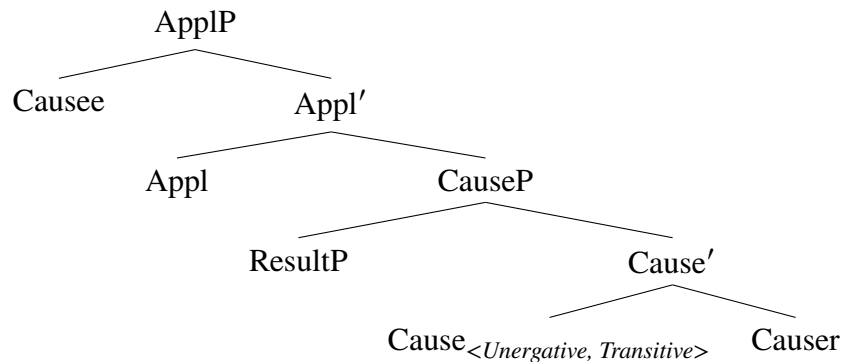 ApplP
Causee Appl′
Appl CauseP
ResultP Cause′
Cause<Unergative, Transitive> Causer